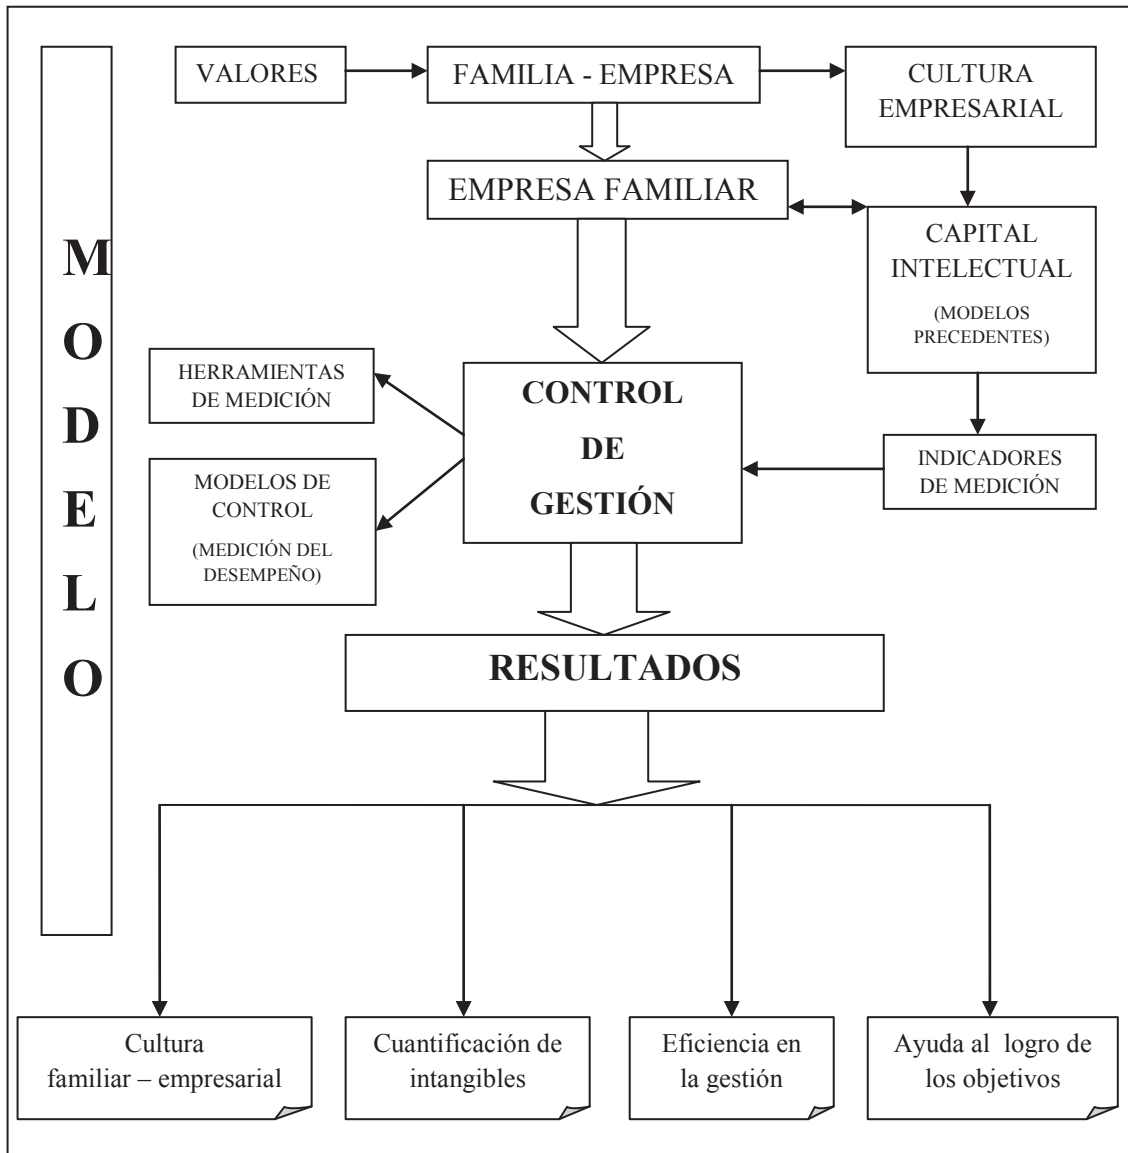 M
O
D
E
L
O
VALORES
FAMILIA - EMPRESA
CULTURA
EMPRESARIAL
EMPRESA FAMILIAR
CAPITAL
INTELECTUAL
(MODELOS
PRECEDENTES)
HERRAMIENTAS
DE MEDICIÓN
CONTROL
DE
GESTIÓN
MODELOS DE
CONTROL
(MEDICIÓN DEL
DESEMPEÑO)
INDICADORES
DE MEDICIÓN
RESULTADOS
Cultura
familiar – empresarial
Cuantificación de
intangibles
Eficiencia en
la gestión
Ayuda al logro de
los objetivos